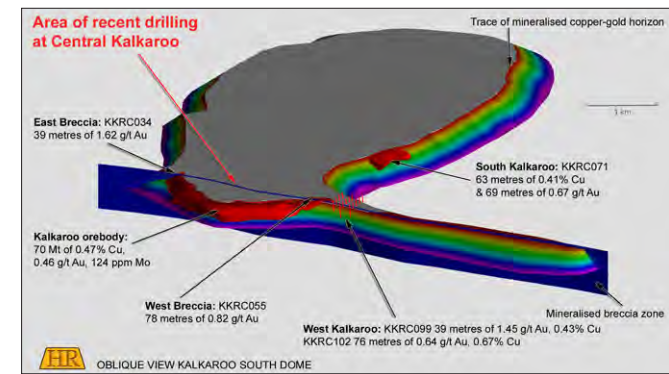 Area of recent drilling
at Central Kalkaroo
Trace of mineralised copper-gold horizon
1 km
East Breccia: KKRC034
39 metres of 1.62 g/t Au
South Kalkaroo: KKRC071
63 metres of 0.41% Cu
& 69 metres of 0.67 g/t Au
Kalkaroo orebody:
70 Mt of 0.47% Cu,
0.46 g/t Au, 124 ppm Mo
West Breccia: KKRC055
78 metres of 0.82 g/t Au
Mineralised breccia zone
West Kalkaroo: KKRC099 39 metres of 1.45 g/t Au, 0.43% Cu
KKRC102 76 metres of 0.64 g/t Au, 0.67% Cu
HR
OBLIQUE VIEW KALKAROO SOUTH DOME